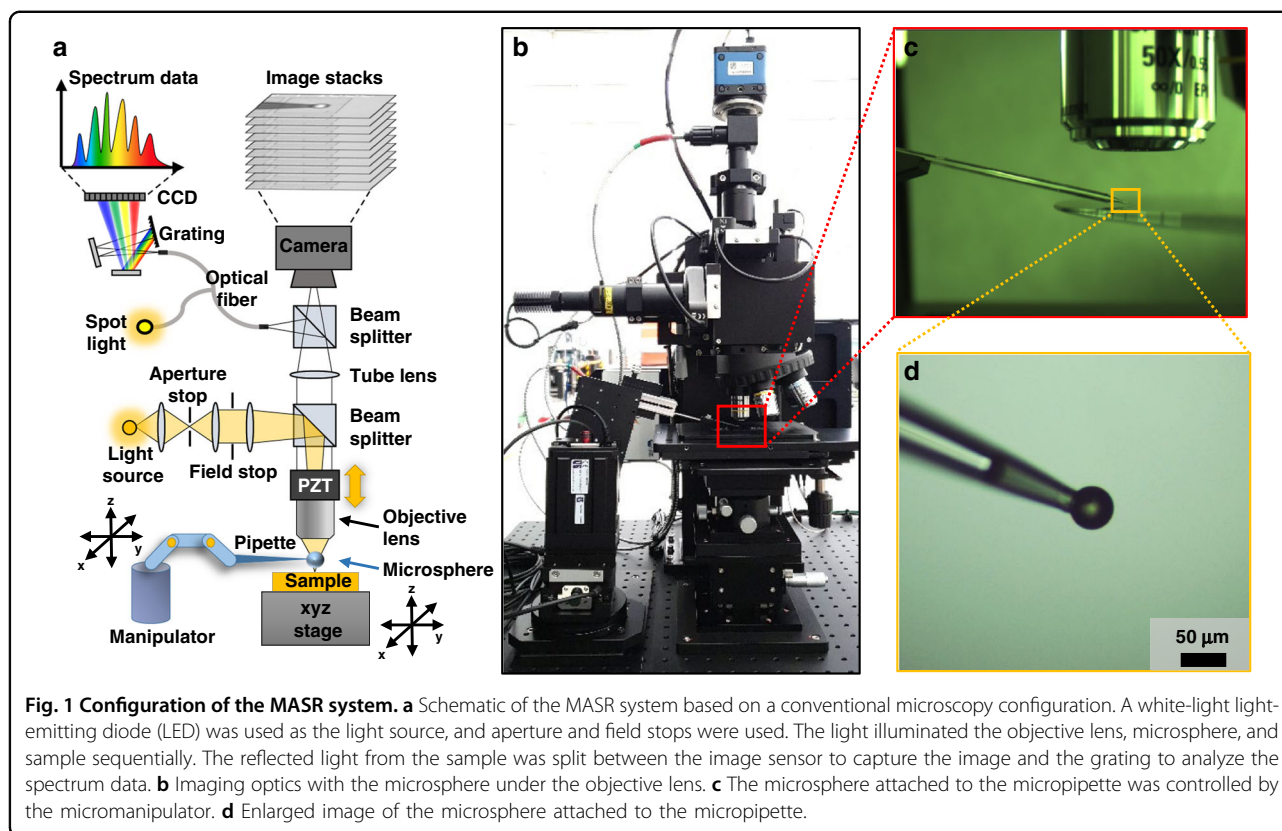 a
Spectrum data
Image stacks
CCD
Grating
Camera
Optical
fiber
Spot
light
Beam
splitter
Tube lens
Aperture
stop
Beam
splitter
Light
source
Field stop
PZT
z
y
x
Objective
lens
Pipette
Microsphere
Sample
xyz
stage
Manipulator
z
y
x
b
c
50X/0.5
∞/0 EPI
d
50 µm
Fig. 1 Configuration of the MASR system. a Schematic of the MASR system based on a conventional microscopy configuration. A white-light light-
emitting diode (LED) was used as the light source, and aperture and field stops were used. The light illuminated the objective lens, microsphere, and
sample sequentially. The reflected light from the sample was split between the image sensor to capture the image and the grating to analyze the
spectrum data. b Imaging optics with the microsphere under the objective lens. c The microsphere attached to the micropipette was controlled by
the micromanipulator. d Enlarged image of the microsphere attached to the micropipette.